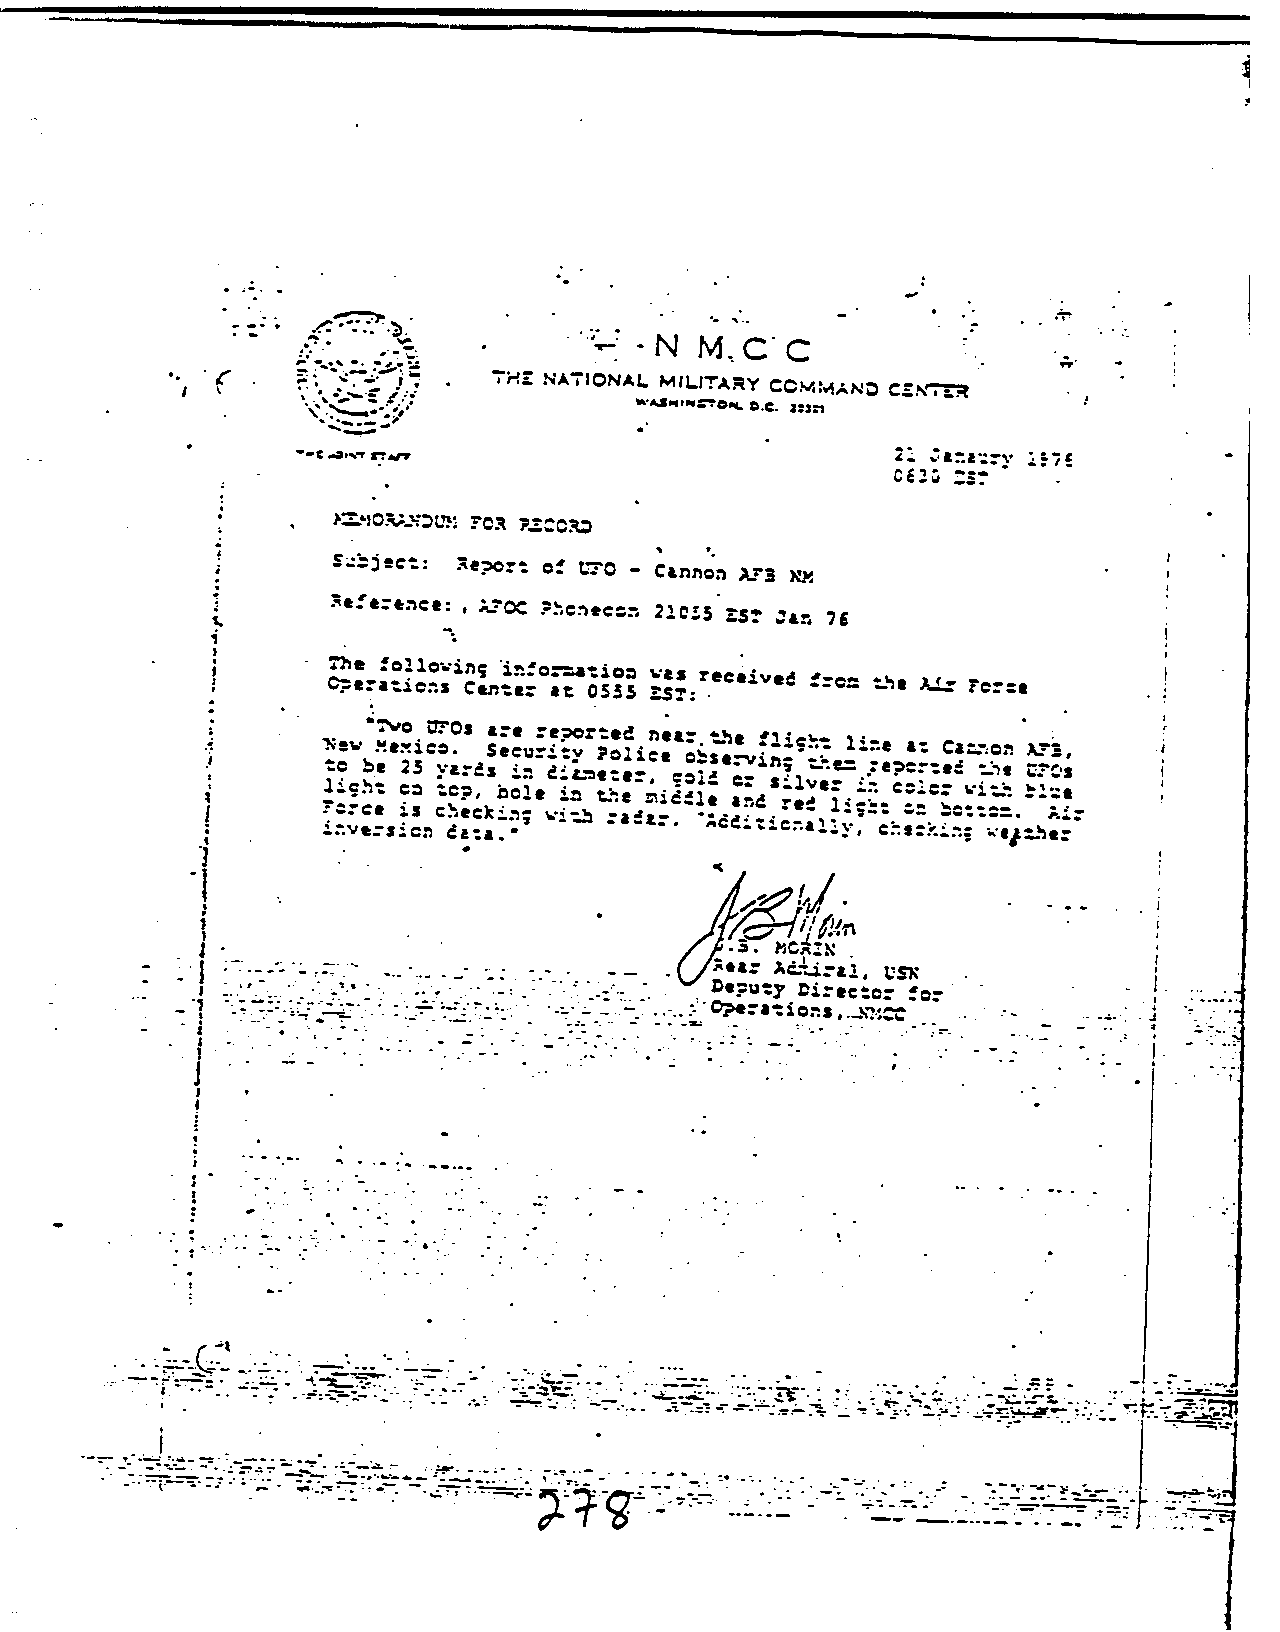 N M C C
THE NATIONAL MILITARY COMMAND CENTER
WASHINGTON, D.C.
THE JOINT STAFF
21 January 1976
0630 EST
MEMORANDUM FOR RECORD
Subject: Report of UFO - Cannon AFB NM
Reference: AFOC Phonecon EST Jan 76
The following information was received from the Air Force
Operations Center at 0555 EST:
"Two UFOs are reported near the flight line at Cannon AFB,
New Mexico. Security Police observing them reported the UFOs
to be 25 yards in diameter, gold or silver in color with blue
light on top, hole in the middle and red light on bottom. Air
Force is checking with radar. Additionally, checking weather
inversion data."
J.B. MORIN
Rear Admiral, USN
Deputy Director for
Operations, NMCC
278